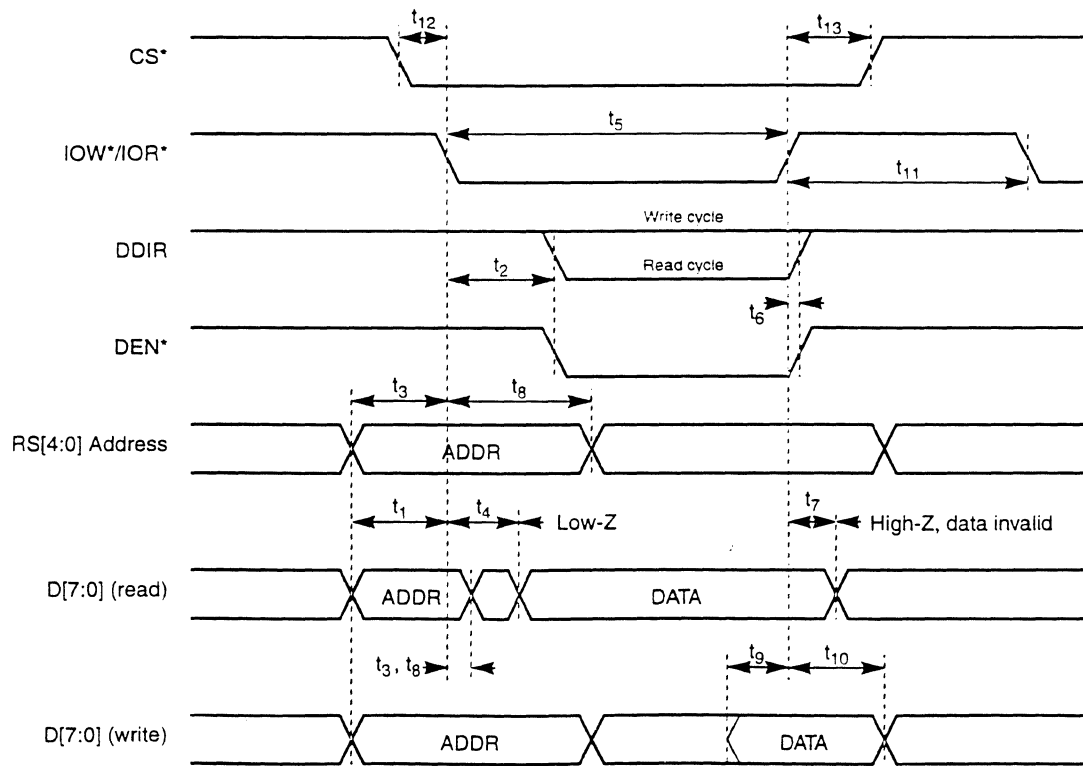 t12
t13
CS*
t5
IOW*/IOR*
t11
Write cycle
DDIR
t2
Read cycle
t6
DEN*
t3
t8
RS[4:0] Address
ADDR
t1
t4
Low-Z
t7
High-Z, data invalid
D[7:0] (read)
ADDR
DATA
t3, t8
t9
t10
D[7:0] (write)
ADDR
DATA